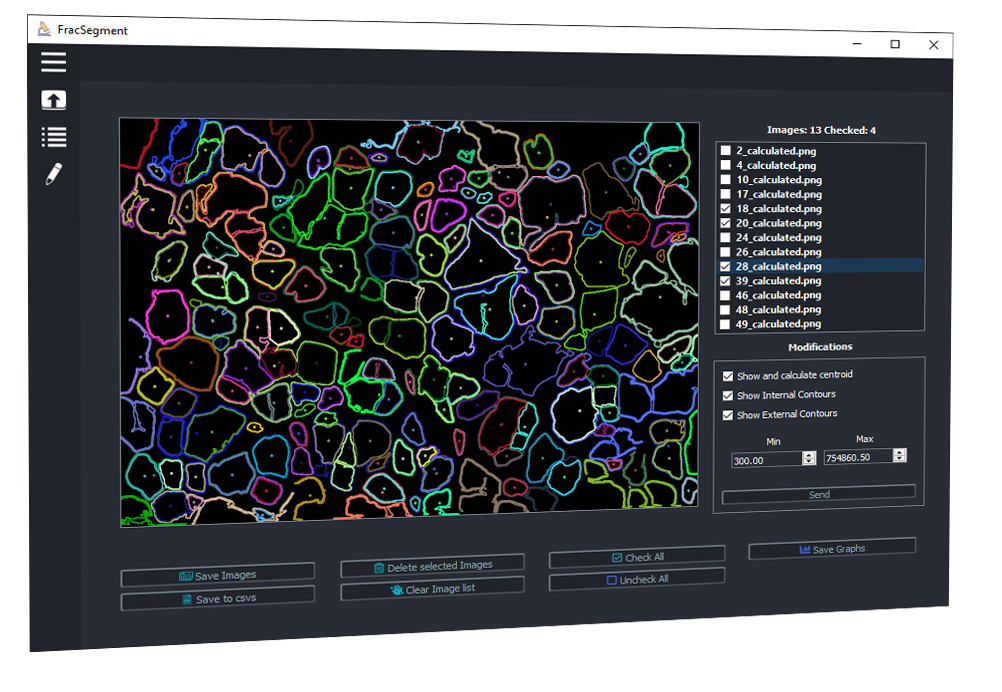 FracSegment
Images: 13 Checked: 4
2_calculated.png
4_calculated.png
10_calculated.png
17_calculated.png
18_calculated.png
20_calculated.png
24_calculated.png
26_calculated.png
28_calculated.png
39_calculated.png
46_calculated.png
48_calculated.png
49_calculated.png
Modifications
Show and calculate centroid
Show Internal Contours
Show External Contours
Min Max
300.00 754860.50
Send
Save Images Delete selected Images Check All Save Graphs
Save to csvs Clear Image list Uncheck All